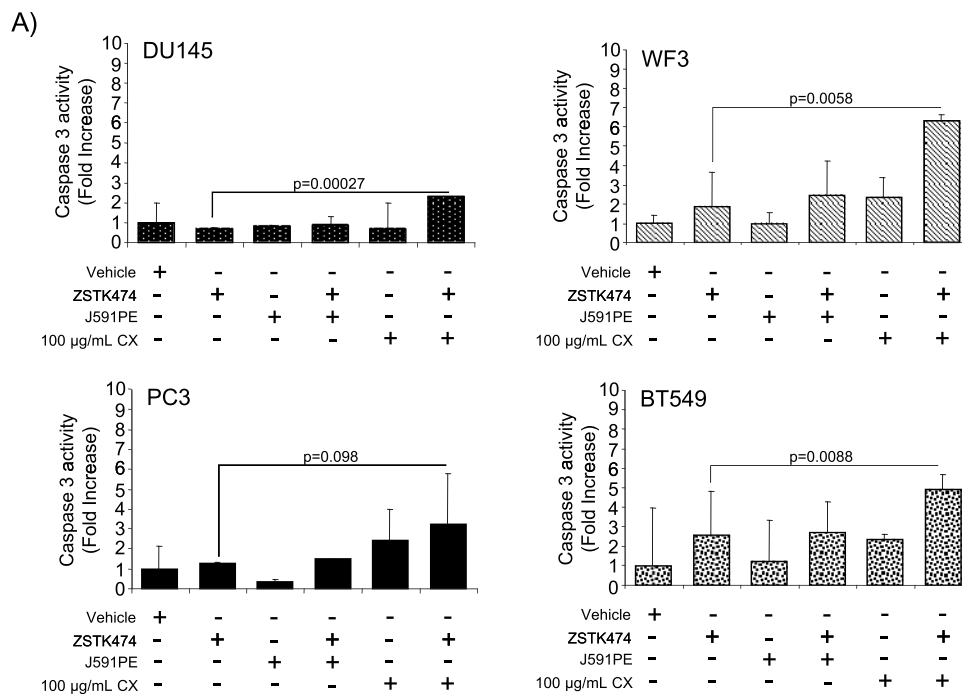 A)
DU145
Caspase 3 activity
(Fold Increase)
10
9
8
7
6
5
4
3
2
1
0
p=0.00027
Vehicle + - - - - -
ZSTK474 - + - + - +
J591PE - - + + - -
100 µg/mL CX - - - - + +
WF3
Caspase 3 activity
(Fold Increase)
10
9
8
7
6
5
4
3
2
1
0
p=0.0058
Vehicle + - - - - -
ZSTK474 - + - + - +
J591PE - - + + - -
100 µg/mL CX - - - - + +
PC3
Caspase 3 activity
(Fold Increase)
10
9
8
7
6
5
4
3
2
1
0
p=0.098
Vehicle + - - - - -
ZSTK474 - + - + - +
J591PE - - + + - -
100 µg/mL CX - - - - + +
BT549
Caspase 3 activity
(Fold Increase)
10
9
8
7
6
5
4
3
2
1
0
p=0.0088
Vehicle + - - - - -
ZSTK474 - + - + - +
J591PE - - + + - -
100 µg/mL CX - - - - + +